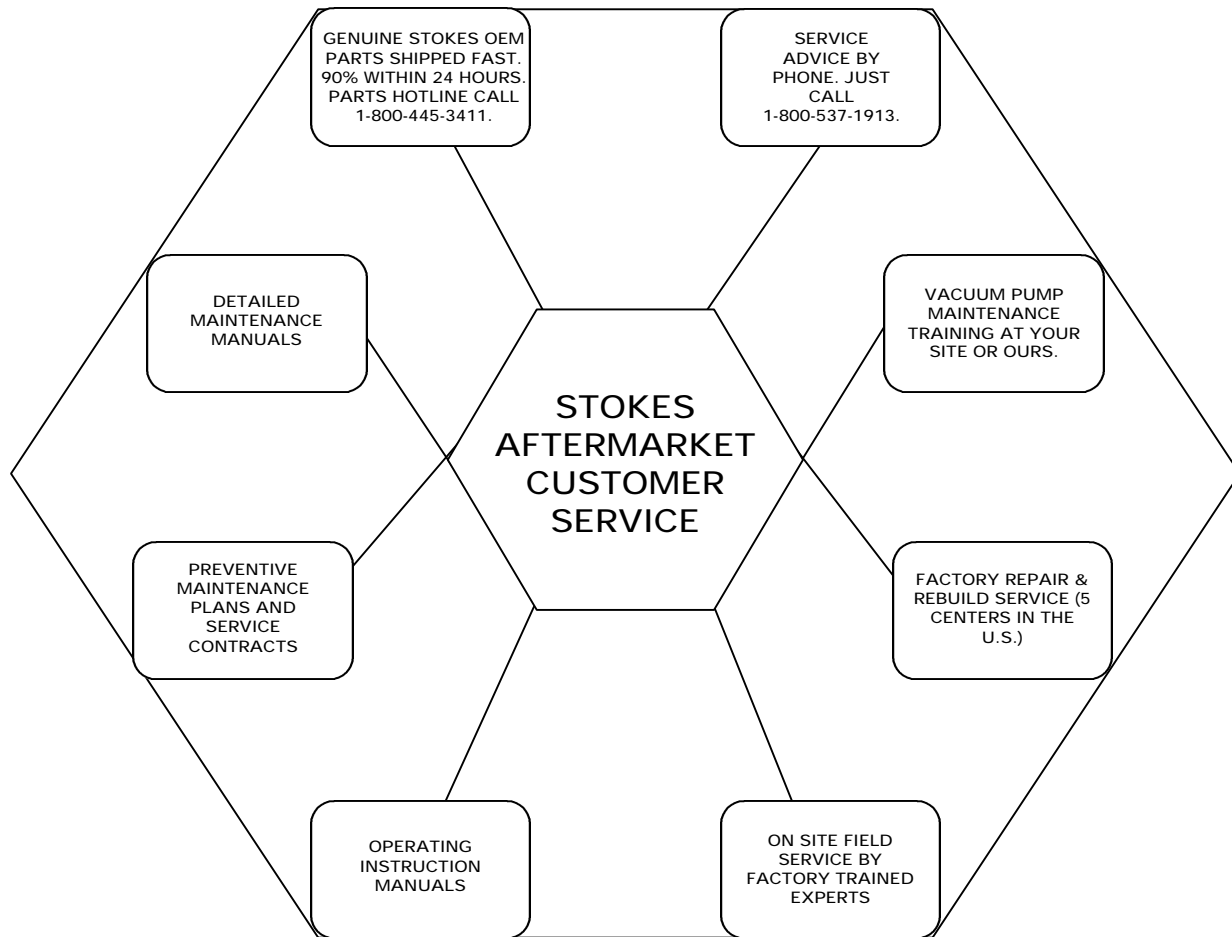 GENUINE STOKES OEM
PARTS SHIPPED FAST.
90% WITHIN 24 HOURS.
PARTS HOTLINE CALL
1-800-445-3411.
SERVICE
ADVICE BY
PHONE. JUST
CALL
1-800-537-1913.
DETAILED
MAINTENANCE
MANUALS
VACUUM PUMP
MAINTENANCE
TRAINING AT YOUR
SITE OR OURS.
STOKES
AFTERMARKET
CUSTOMER
SERVICE
PREVENTIVE
MAINTENANCE
PLANS AND
SERVICE
CONTRACTS
FACTORY REPAIR &
REBUILD SERVICE (5
CENTERS IN THE
U.S.)
OPERATING
INSTRUCTION
MANUALS
ON SITE FIELD
SERVICE BY
FACTORY TRAINED
EXPERTS